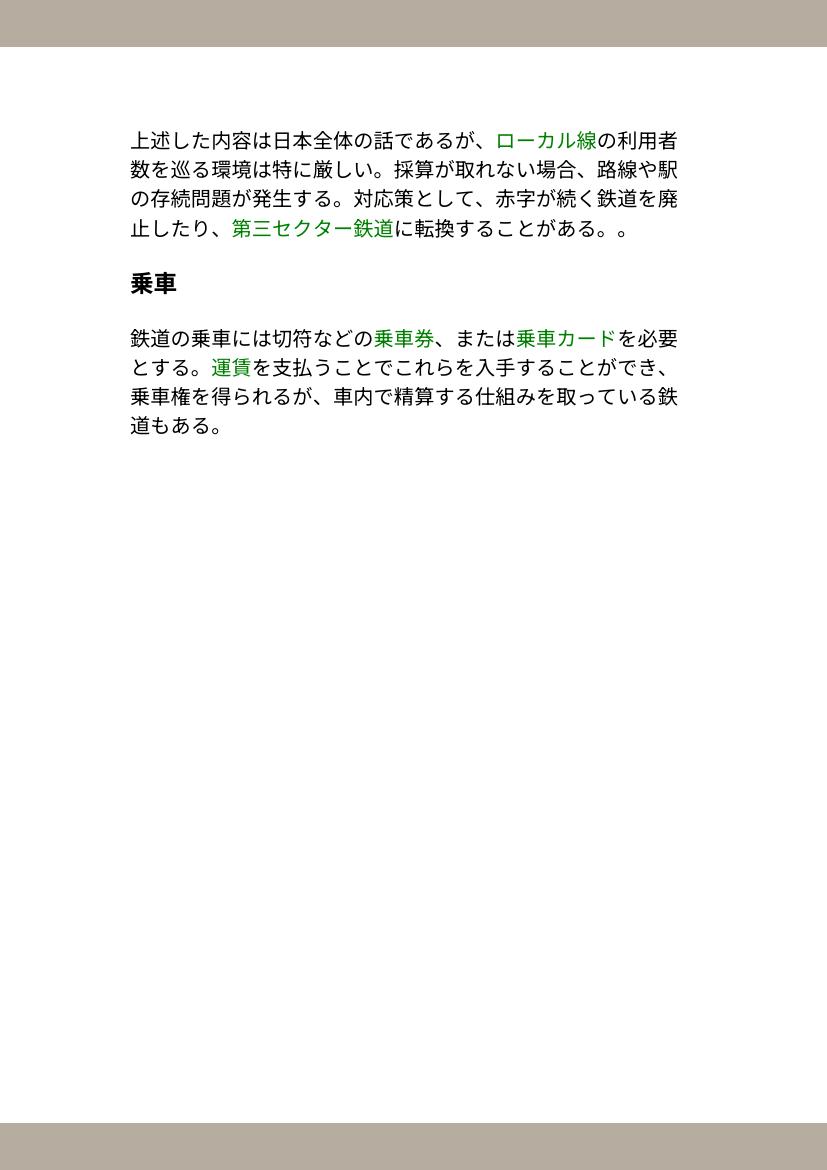 上述した内容は日本全体の話であるが、ローカル線の利用者
数を巡る環境は特に厳しい。採算が取れない場合、路線や駅
の存続問題が発生する。対応策として、赤字が続く鉄道を廃
止したり、第三セクター鉄道に転換することがある。。
乗車
鉄道の乗車には切符などの乗車券、または乗車カードを必要
とする。運賃を支払うことでこれらを入手することができ、
乗車権を得られるが、車内で精算する仕組みを取っている鉄
道もある。